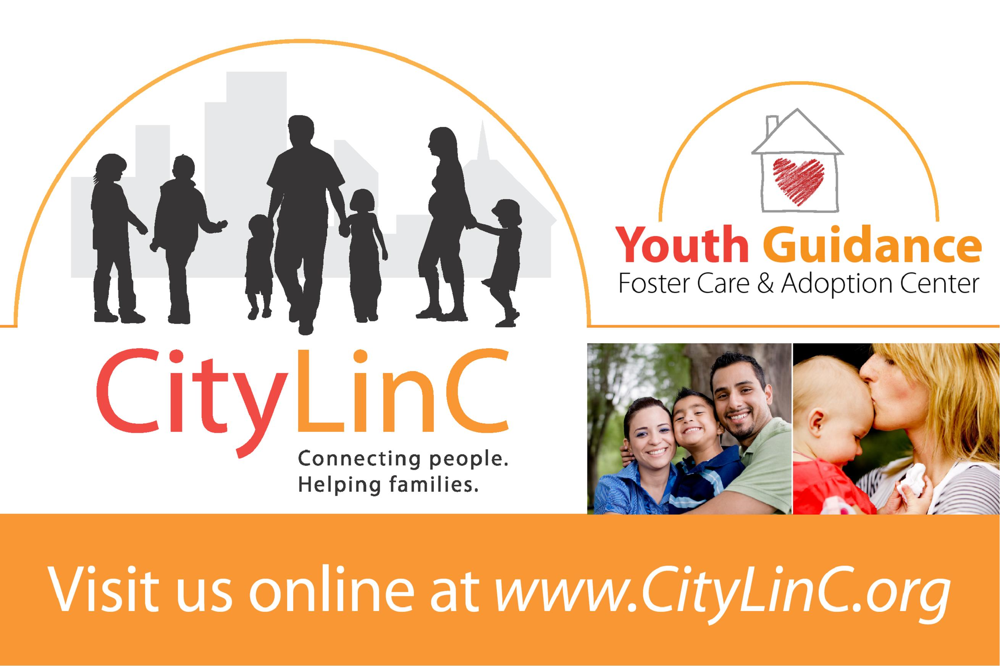 Youth Guidance
Foster Care & Adoption Center
CityLinC
Connecting people.
Helping families.
Visit us online at www.CityLinC.org